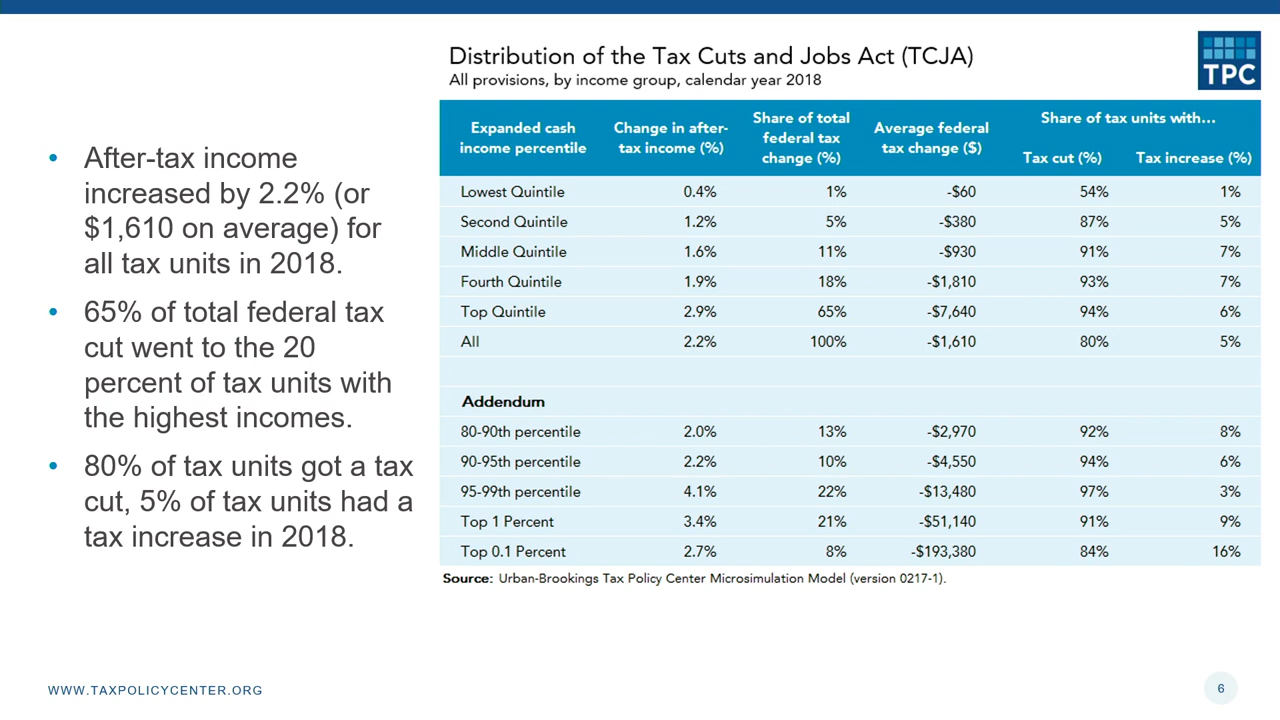 Distribution of the Tax Cuts and Jobs Act (TCJA)
All provisions, by income group, calendar year 2018
TPC
• After-tax income
increased by 2.2% (or
$1,610 on average) for
all tax units in 2018.
• 65% of total federal tax
cut went to the 20
percent of tax units with
the highest incomes.
• 80% of tax units got a tax
cut, 5% of tax units had a
tax increase in 2018.
Expanded cash
income percentile
Change in after-
tax income (%)
Share of total
federal tax
change (%)
Average federal
tax change ($)
Share of tax units with...
Tax cut (%) Tax increase (%)
Lowest Quintile 0.4% 1% -$60 54% 1%
Second Quintile 1.2% 5% -$380 87% 5%
Middle Quintile 1.6% 11% -$930 91% 7%
Fourth Quintile 1.9% 18% -$1,810 93% 7%
Top Quintile 2.9% 65% -$7,640 94% 6%
All 2.2% 100% -$1,610 80% 5%
Addendum
80-90th percentile 2.0% 13% -$2,970 92% 8%
90-95th percentile 2.2% 10% -$4,550 94% 6%
95-99th percentile 4.1% 22% -$13,480 97% 3%
Top 1 Percent 3.4% 21% -$51,140 91% 9%
Top 0.1 Percent 2.7% 8% -$193,380 84% 16%
Source: Urban-Brookings Tax Policy Center Microsimulation Model (version 0217-1).
WWW.TAXPOLICYCENTER.ORG
6